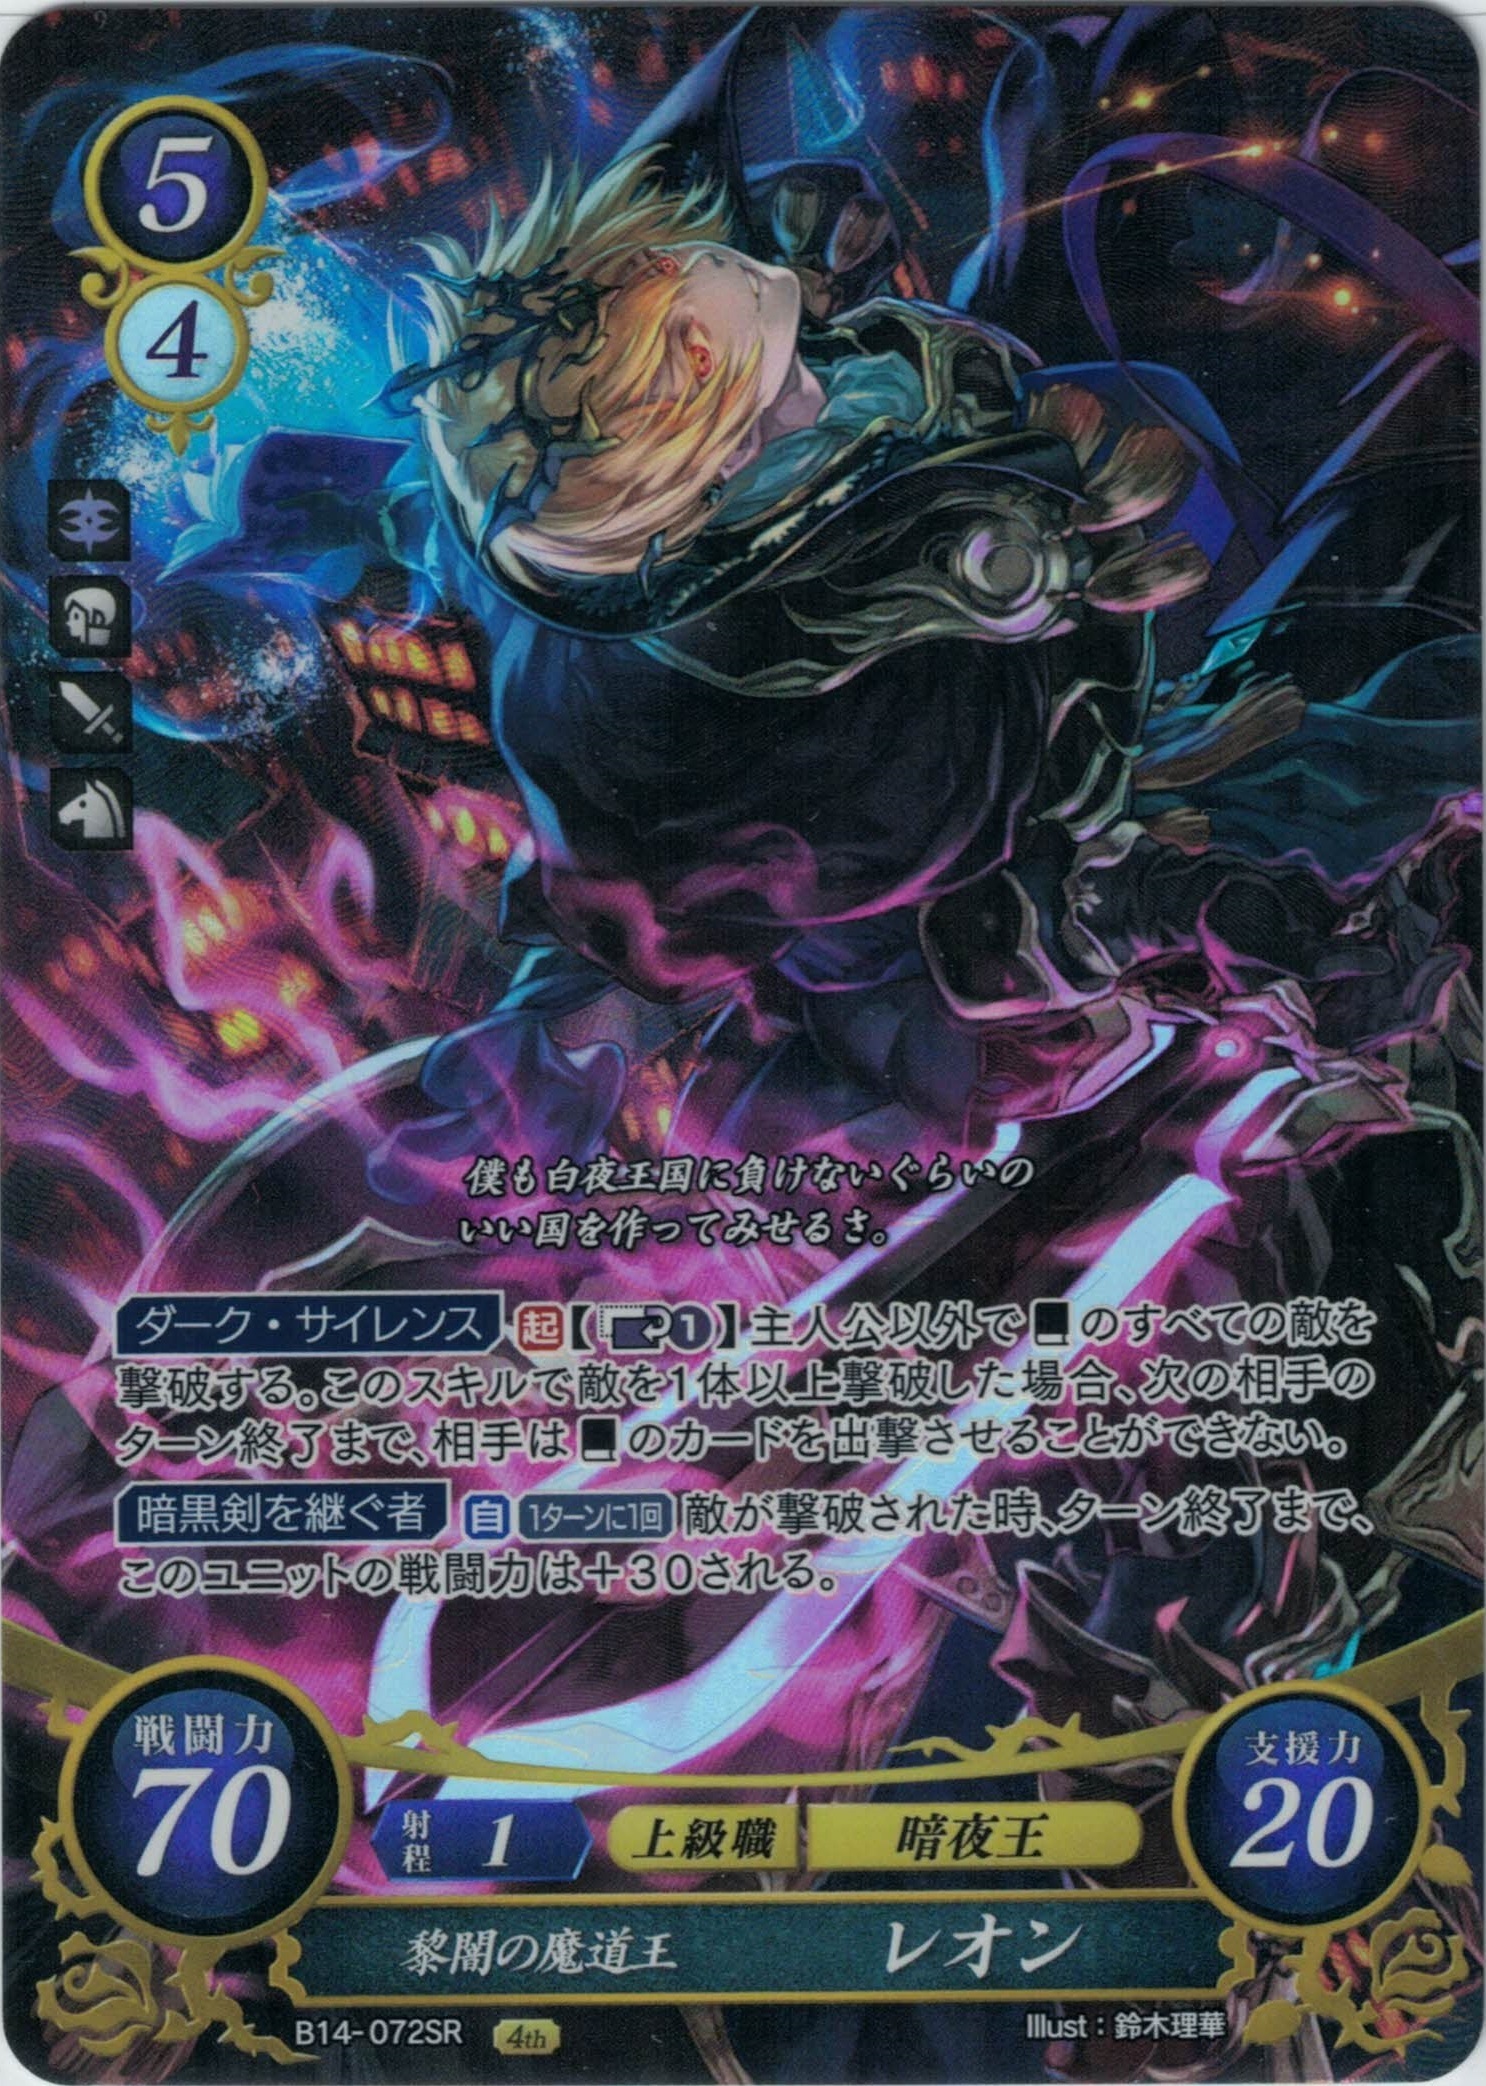 5
4
僕も白夜王国に負けないぐらいの
いい国を作ってみせるさ。
ダーク・サイレンス 起【1】主人公以外で のすべての敵を
撃破する。このスキルで敵を1体以上撃破した場合、次の相手の
ターン終了まで、相手は のカードを出撃させることができない。
暗黒剣を継ぐ者 自 1ターンに1回 敵が撃破された時、ターン終了まで、
このユニットの戦闘力は＋30される。
戦闘力
70
射程 1
上級職 暗夜王
支援力
20
黎闇の魔道王 レオン
B14-072SR 4th Illust：鈴木理華